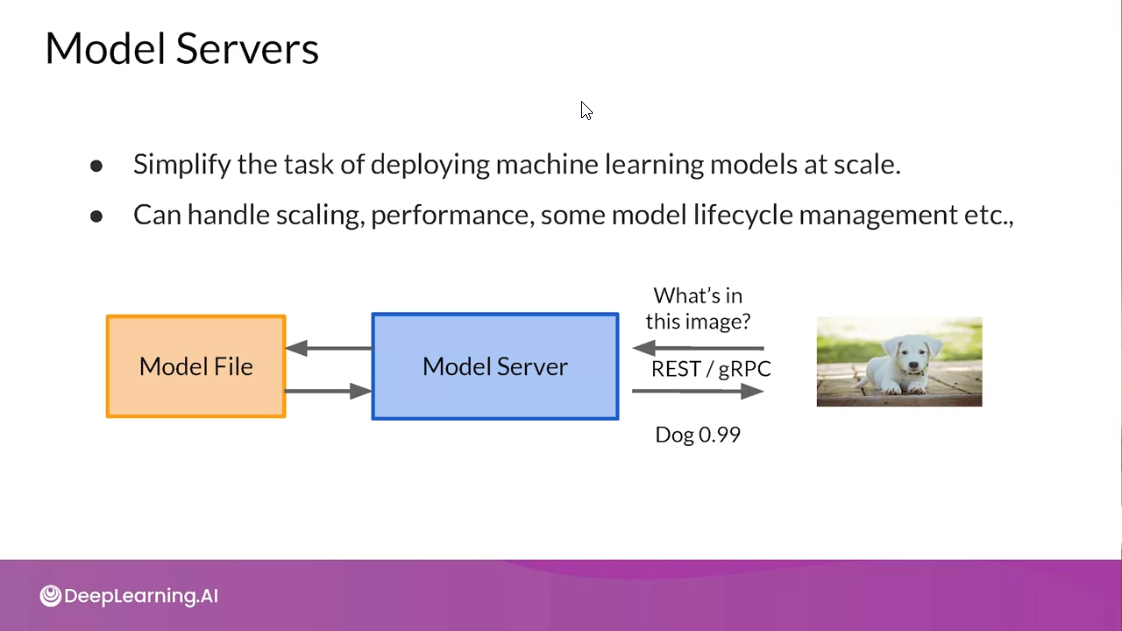 Model Servers
● Simplify the task of deploying machine learning models at scale.
● Can handle scaling, performance, some model lifecycle management etc.,
What's in
this image?
Model File
Model Server
REST / gRPC
Dog 0.99
DeepLearning.AI